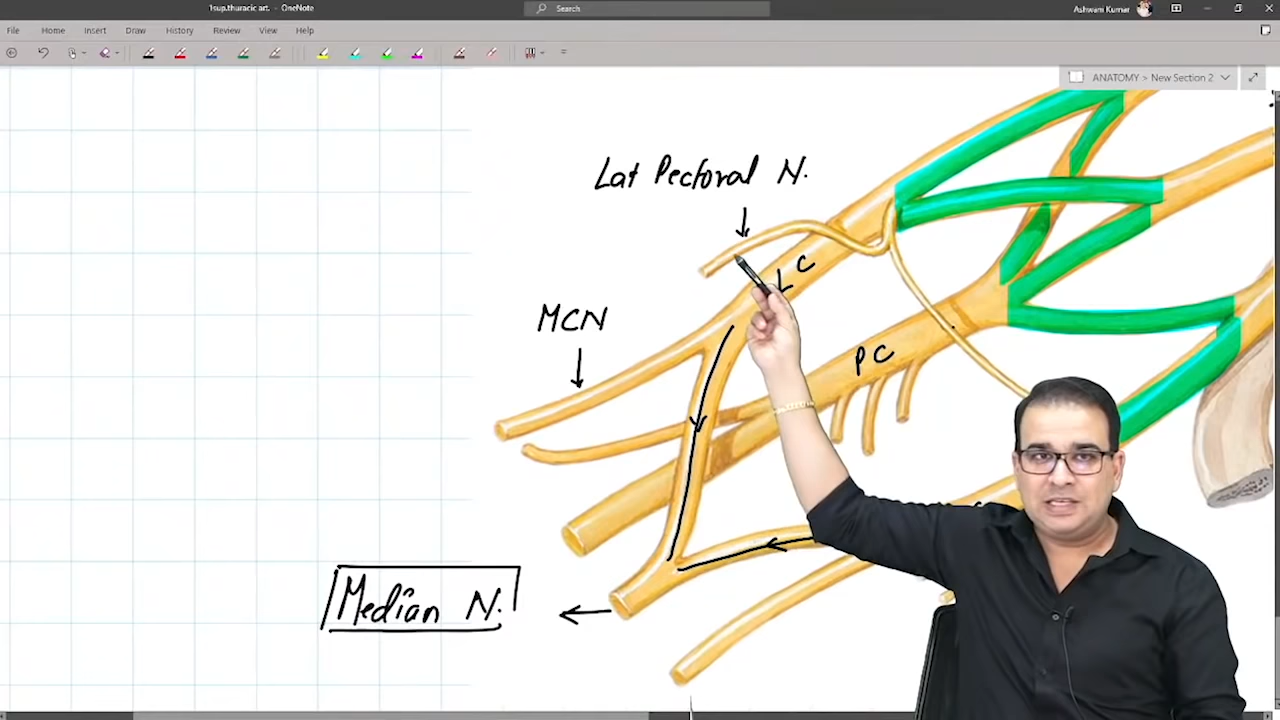 1sup.thuracic art. - OneNote
Search
Ashwani Kumar
File Home Insert Draw History Review View Help
ANATOMY > New Section 2
Lat Pectoral N.
LC
MCN
PC
Median N.